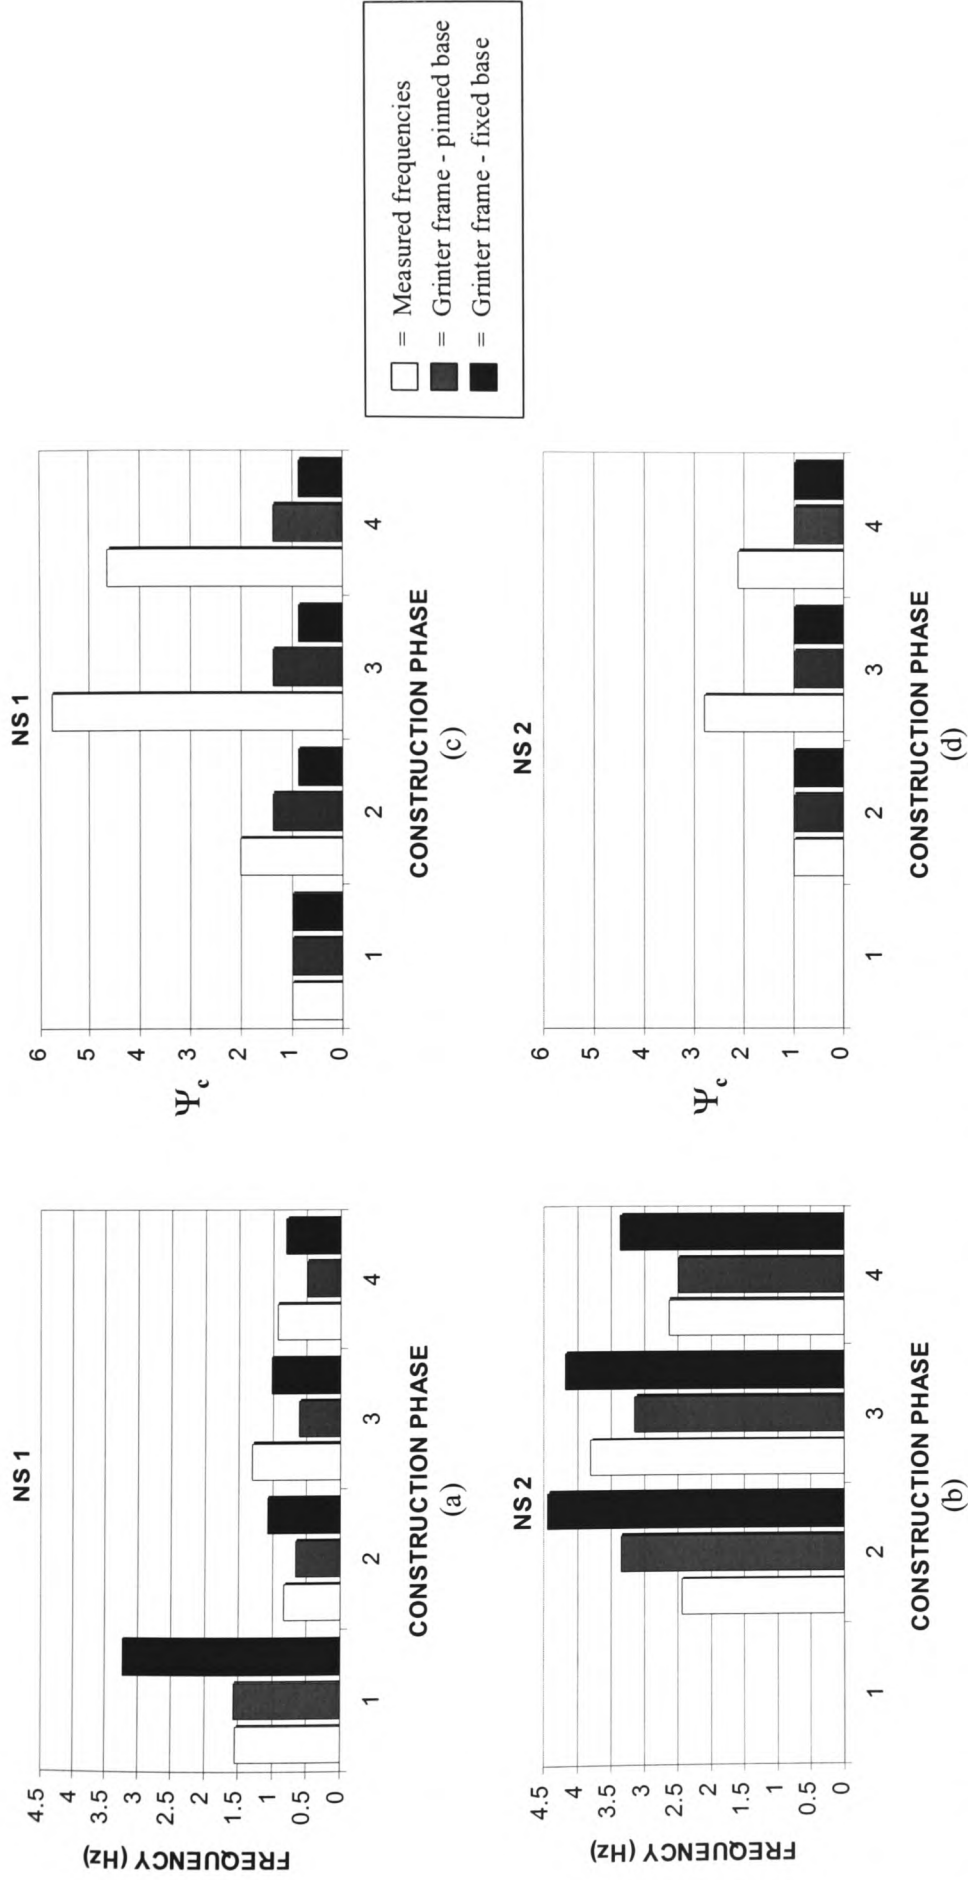 NS 1
FREQUENCY (Hz)
4.5
4
3.5
3
2.5
2
1.5
1
0.5
0
1 2 3 4
CONSTRUCTION PHASE
(a)
NS 2
FREQUENCY (Hz)
4.5
4
3.5
3
2.5
2
1.5
1
0.5
0
1 2 3 4
CONSTRUCTION PHASE
(b)
NS 1
Ψc
6
5
4
3
2
1
0
1 2 3 4
CONSTRUCTION PHASE
(c)
NS 2
Ψc
6
5
4
3
2
1
0
1 2 3 4
CONSTRUCTION PHASE
(d)
= Measured frequencies
= Grinter frame - pinned base
= Grinter frame - fixed base